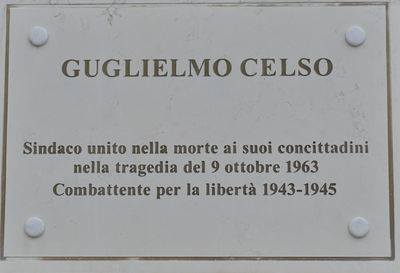 GUGLIELMO CELSO
Sindaco unito nella morte ai suoi concittadini
nella tragedia del 9 ottobre 1963
Combattente per la libertà 1943-1945